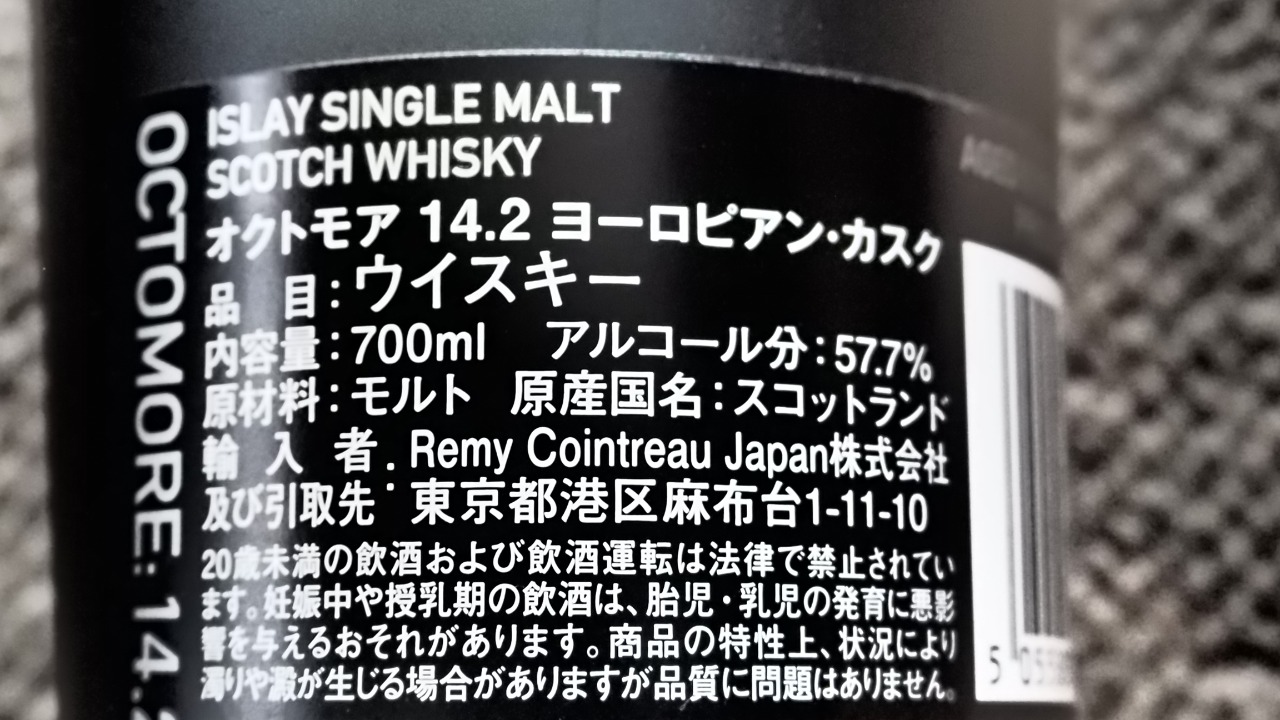 OCTOMORE: 14.2
ISLAY SINGLE MALT
SCOTCH WHISKY
オクトモア 14.2 ヨーロピアン・カスク
品 目:ウイスキー
内容量:700ml アルコール分:57.7%
原材料:モルト 原産国名:スコットランド
輸 入 者:Remy Cointreau Japan株式会社
及び引取先 東京都港区麻布台1-11-10
20歳未満の飲酒および飲酒運転は法律で禁止されてい
ます。妊娠中や授乳期の飲酒は、胎児・乳児の発育に悪影
響を与えるおそれがあります。商品の特性上、状況により
濁りや澱が生じる場合がありますが品質に問題はありません。
5